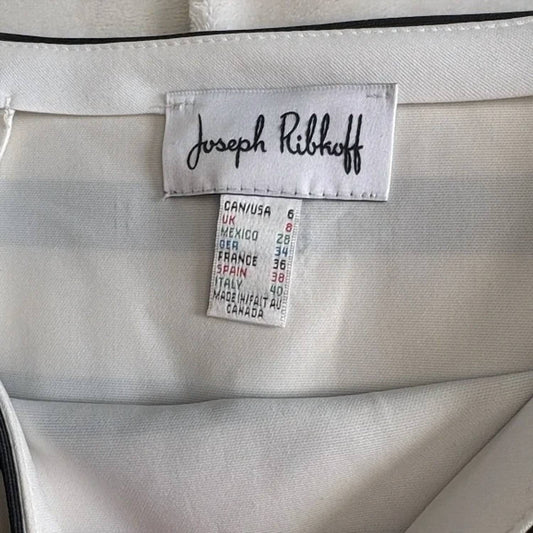 Joseph Ribkoff
CAN/USA 6
UK 8
MEXICO 28
GER 34
FRANCE 36
SPAIN 38
ITALY 40
MADE IN/FAIT AU
CANADA